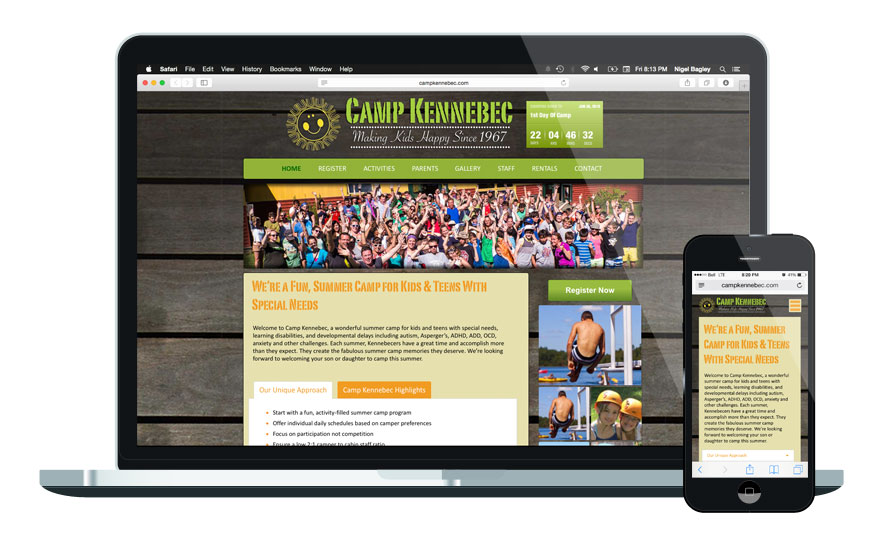 Safari File Edit View History Bookmarks Window Help
Fri 8:13 PM Nigel Bagley
campkennebec.com
CAMP KENNEBEC
Making Kids Happy Since 1967
1st Day Of Camp
22 04 46 32
HOME REGISTER ACTIVITIES PARENTS GALLERY STAFF RENTALS CONTACT
WE'RE A FUN, SUMMER CAMP FOR KIDS & TEENS WITH
SPECIAL NEEDS
Welcome to Camp Kennebec, a wonderful summer camp for kids and teens with special needs,
learning disabilities, and developmental delays including autism, Asperger's, ADHD, ADD, OCD,
anxiety and other challenges. Each summer, Kennebecers have a great time and accomplish more
than they expect. They create the fabulous summer camp memories they deserve. We're looking
forward to welcoming your son or daughter to camp this summer.
Our Unique Approach Camp Kennebec Highlights
Start with a fun, activity-filled summer camp program
Offer individual daily schedules based on camper preferences
Focus on participation not competition
Ensure a low 2:1 camper to cabin staff ratio
Register Now
Bell LTE 8:20 PM 41%
campkennebec.com
CAMP KENNEBEC
Making Kids Happy Since 1967
WE'RE A FUN, SUMMER
CAMP FOR KIDS & TEENS
WITH SPECIAL NEEDS
Welcome to Camp Kennebec, a wonderful
summer camp for kids and teens with special
needs, learning disabilities, and
developmental delays including autism,
Asperger's, ADHD, ADD, OCD, anxiety and
other challenges. Each summer,
Kennebecers have a great time and
accomplish more than they expect. They
create the fabulous summer camp memories
they deserve. We're looking
forward to welcoming your son or
daughter to camp this summer.
Our Unique Approach